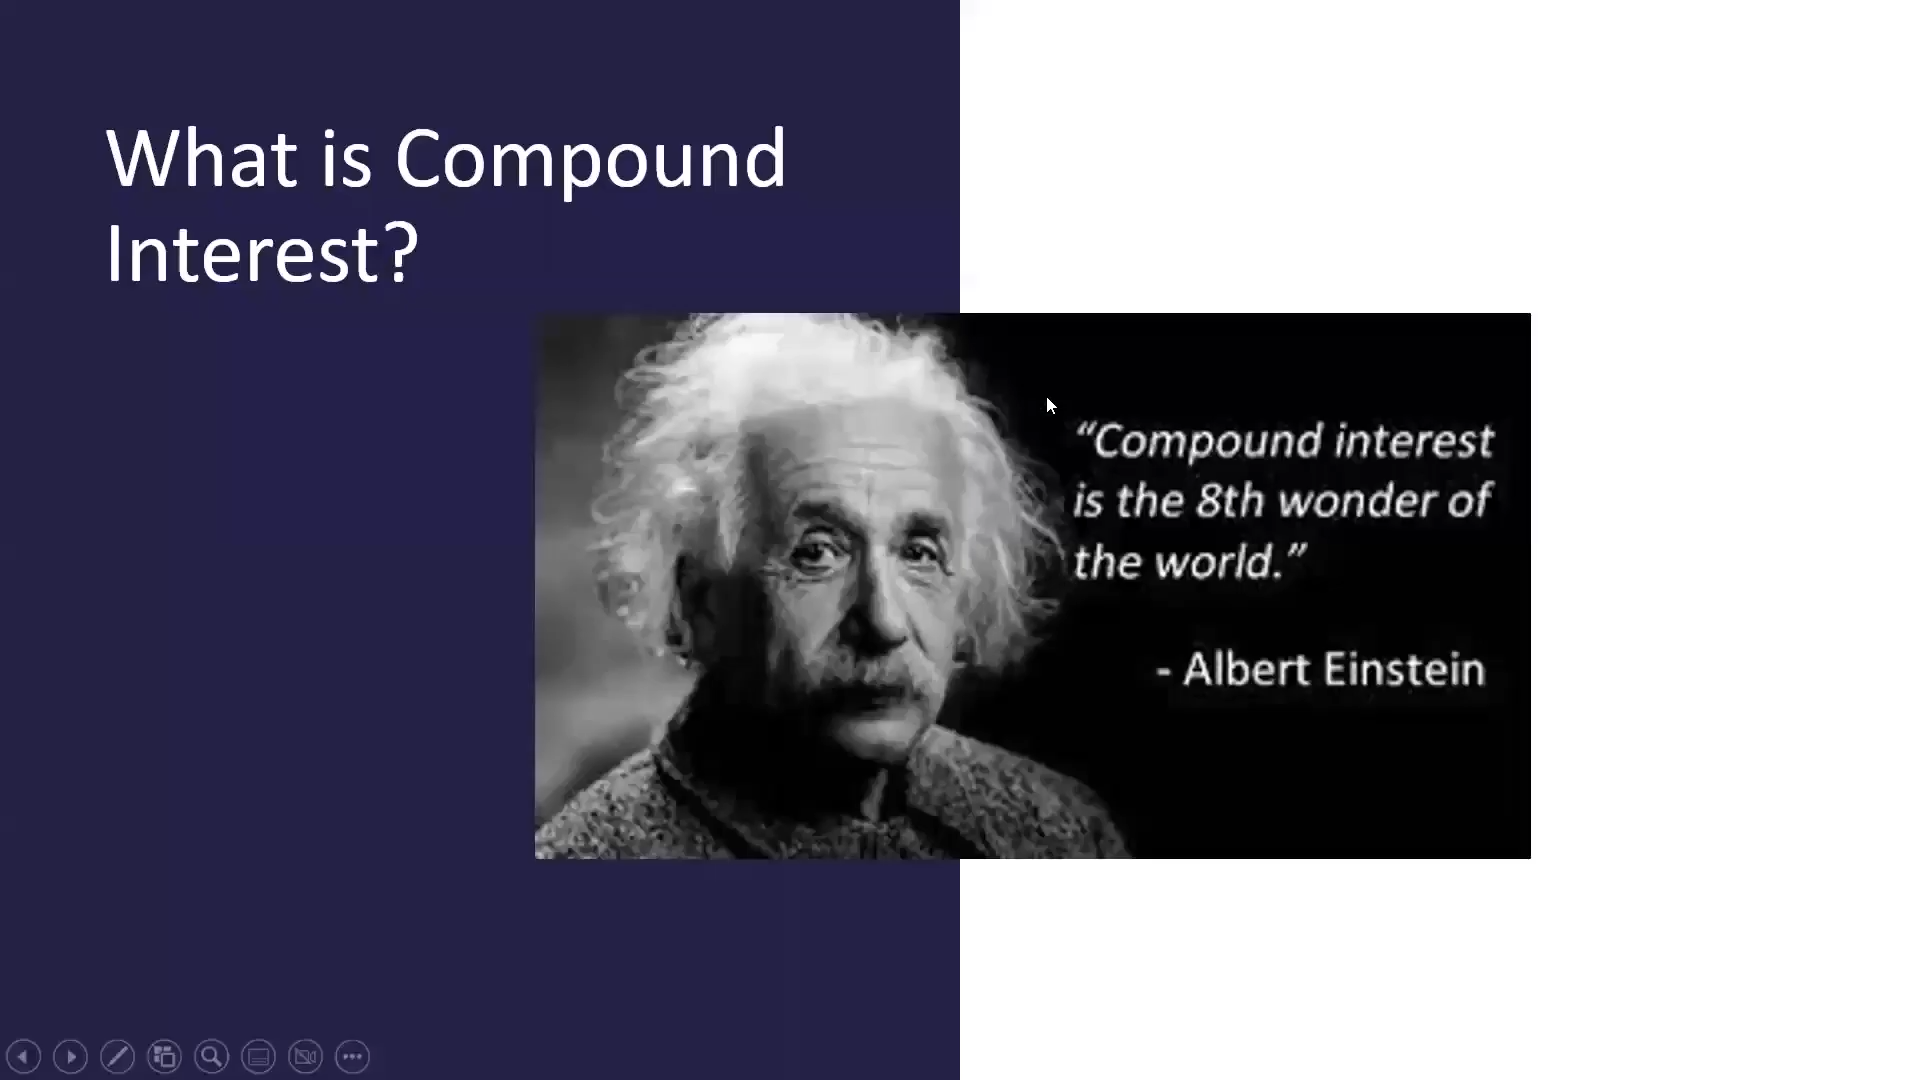 What is Compound
Interest?
“Compound interest
is the 8th wonder of
the world.”
- Albert Einstein